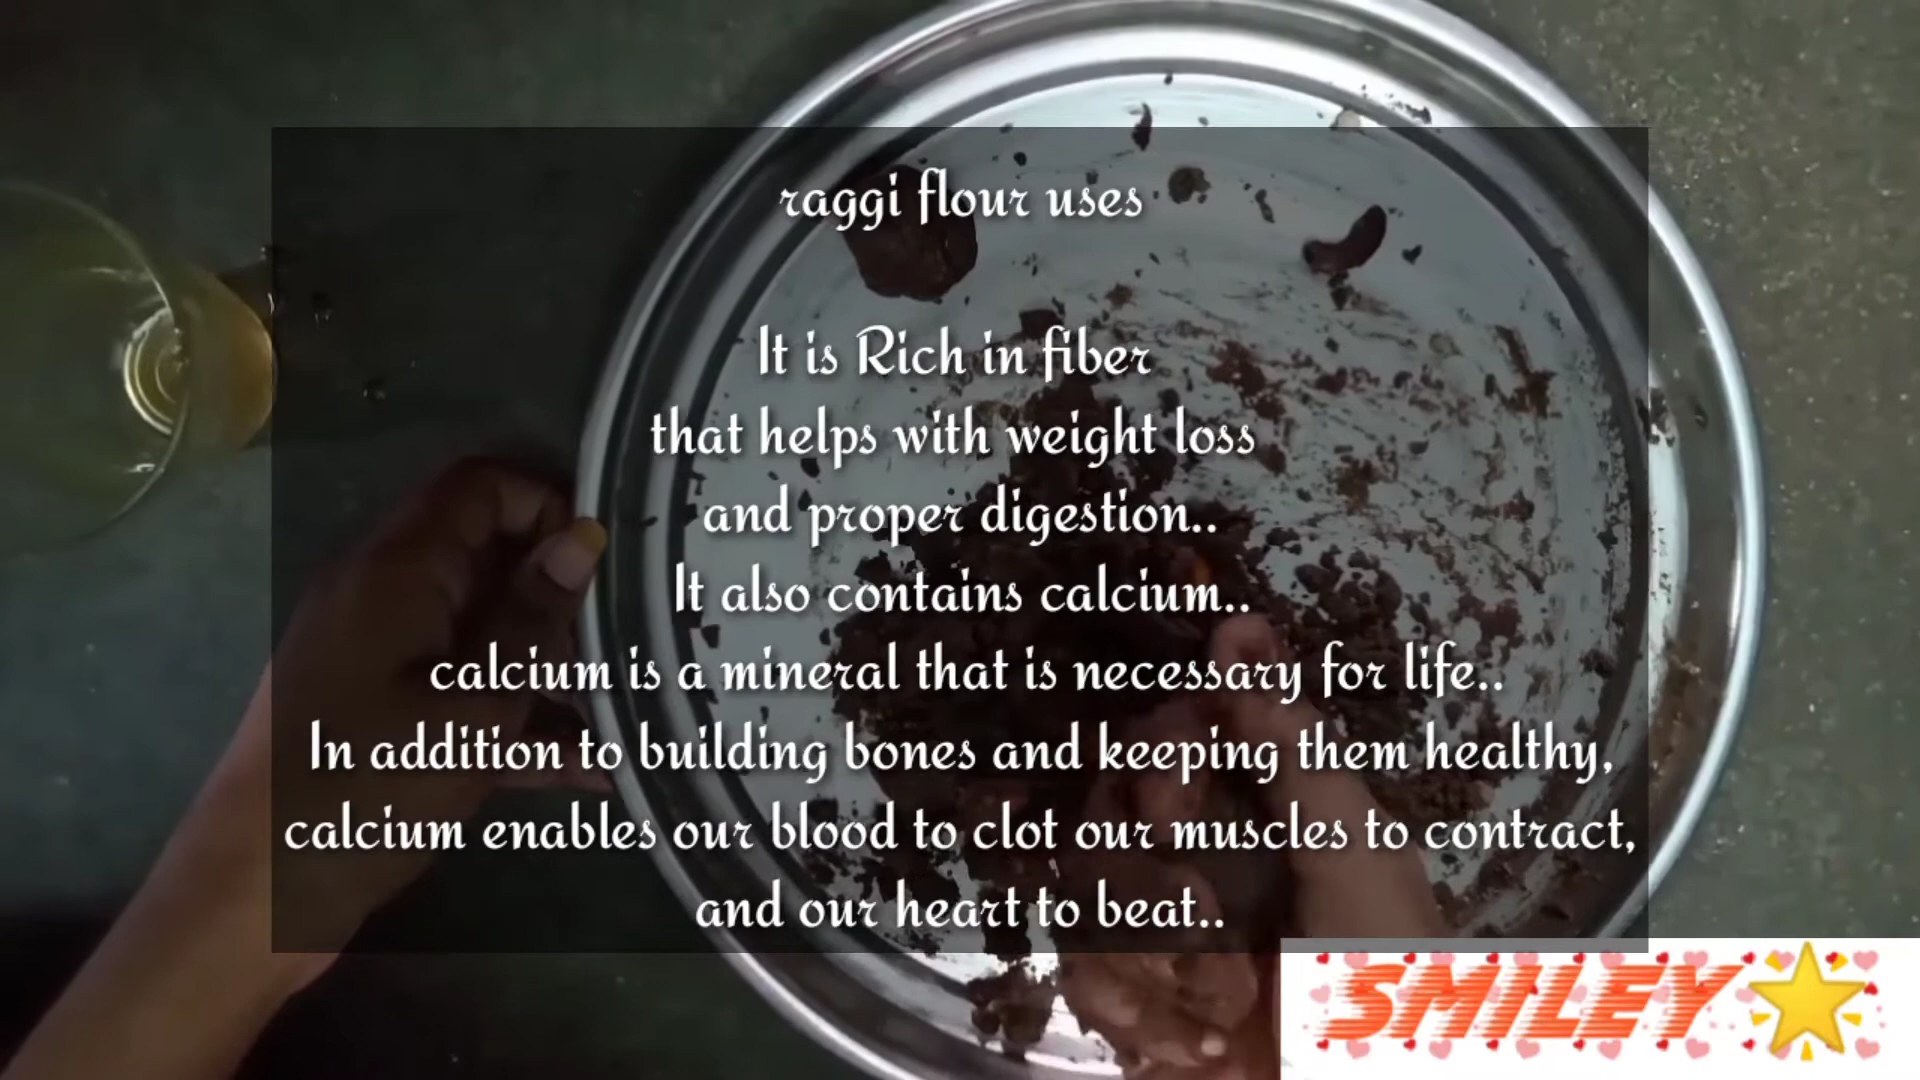 raggi flour uses
It is Rich in fiber
that helps with weight loss
and proper digestion..
It also contains calcium..
calcium is a mineral that is necessary for life..
In addition to building bones and keeping them healthy,
calcium enables our blood to clot our muscles to contract,
and our heart to beat..
SMILEY